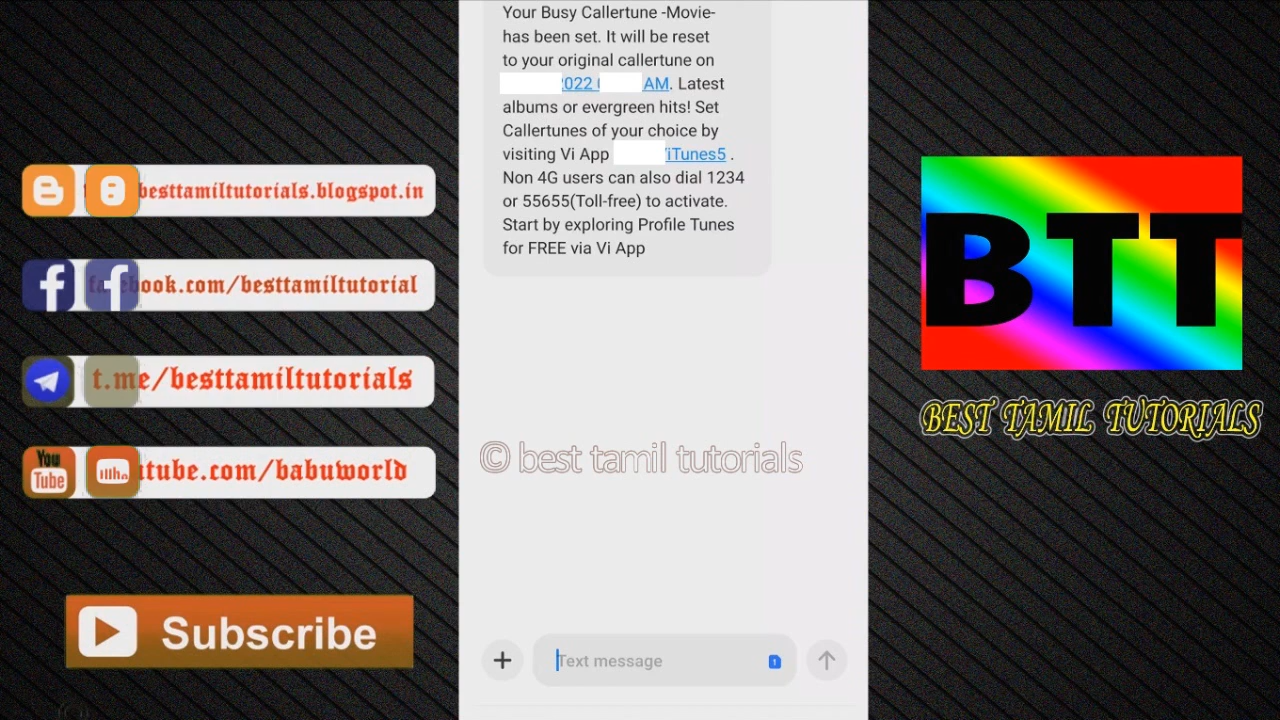 Your Busy Callertune -Movie-
has been set. It will be reset
to your original callertune on
2022 AM. Latest
albums or evergreen hits! Set
Callertunes of your choice by
visiting Vi App iTunes5 .
Non 4G users can also dial 1234
or 55655(Toll-free) to activate.
Start by exploring Profile Tunes
for FREE via Vi App
© best tamil tutorials
Text message
1
besttamiltutorials.blogspot.in
book.com/besttamiltutorial
t.me/besttamiltutorials
You
Tube
utube.com/babuworld
Subscribe
BTT
BEST TAMIL TUTORIALS